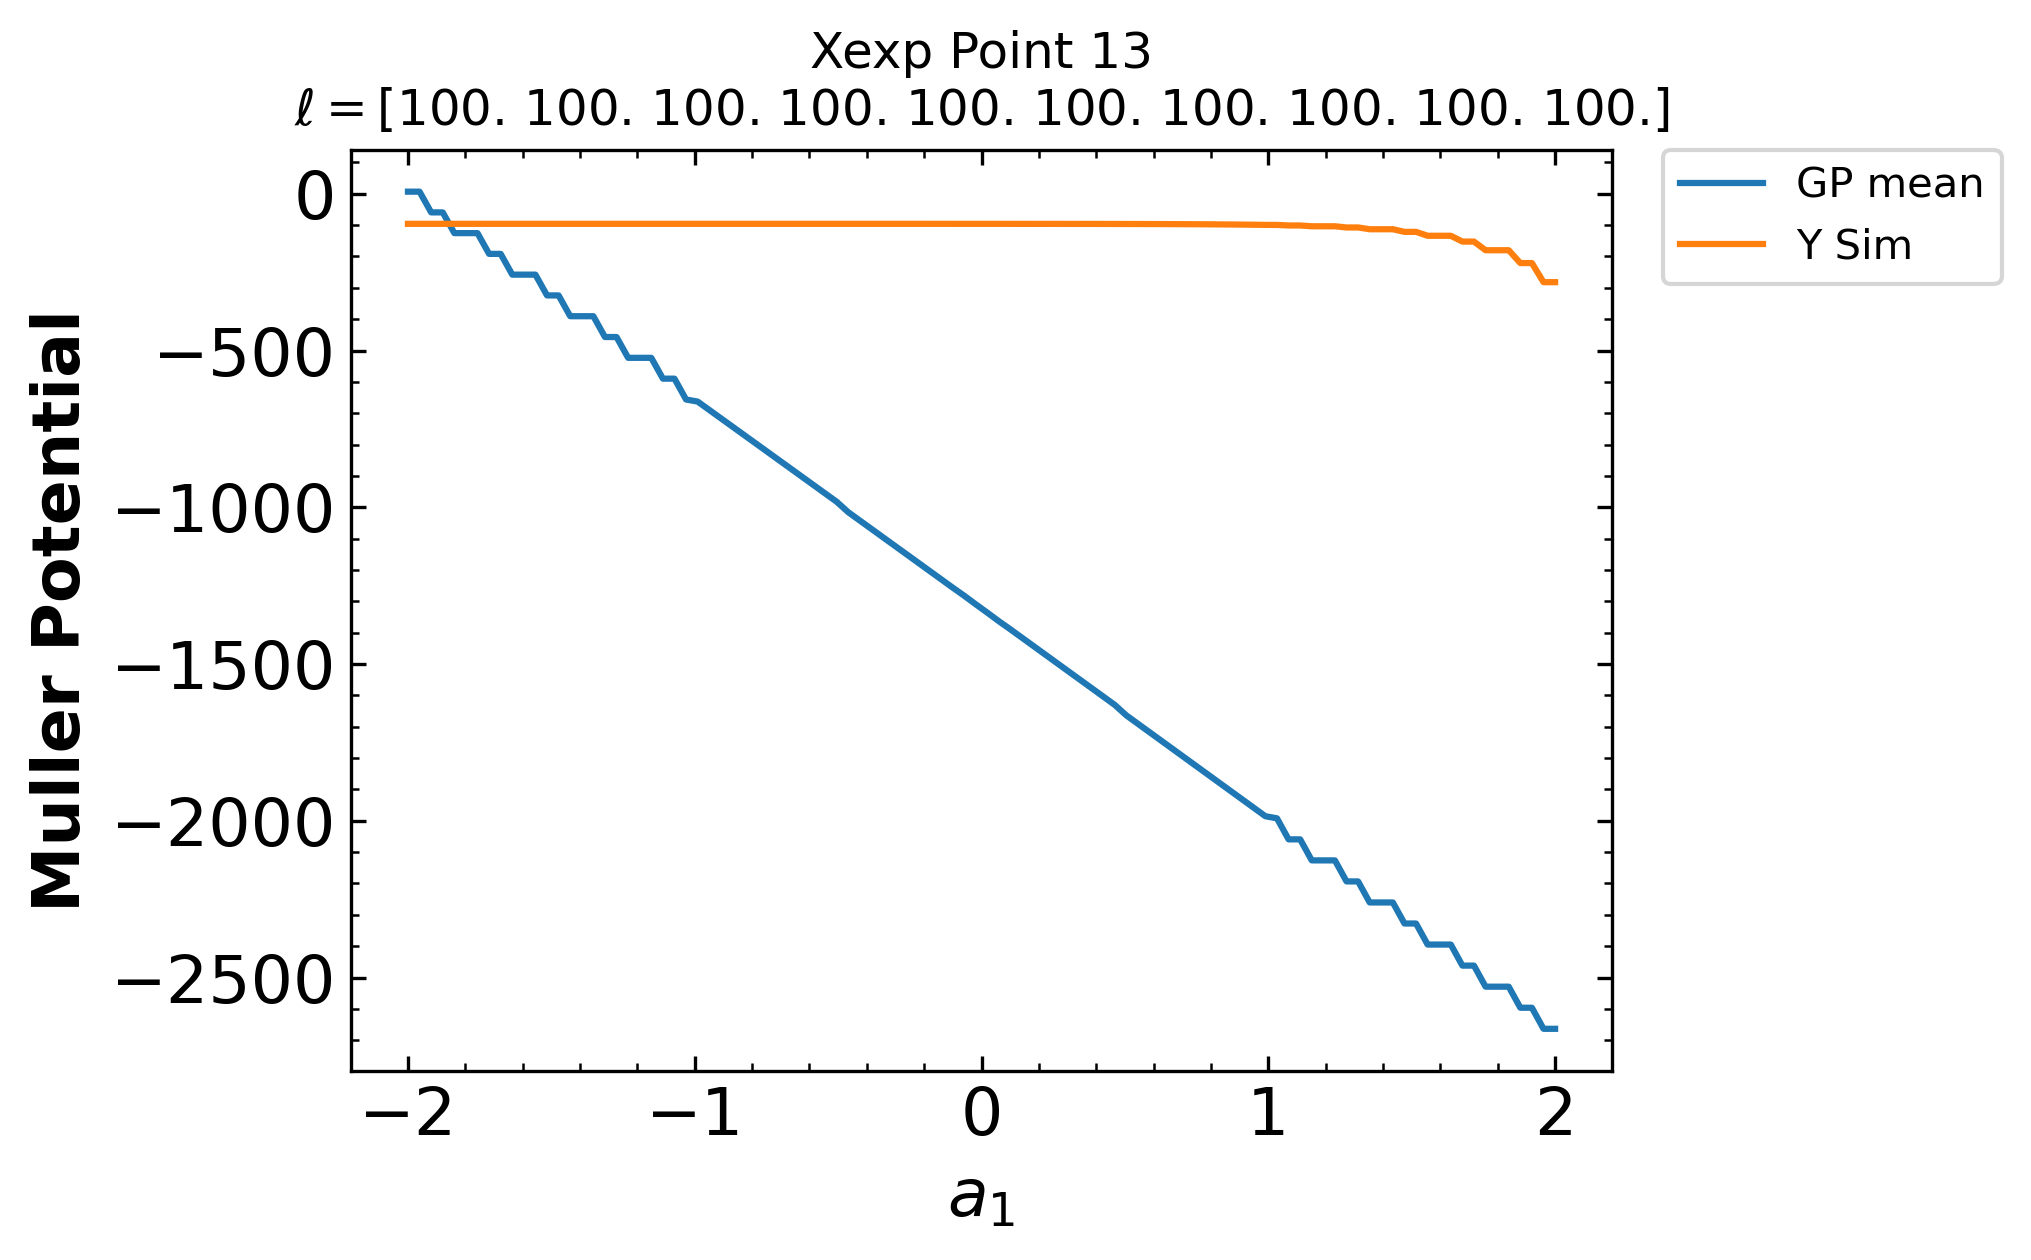 Xexp Point 13
ℓ = [100. 100. 100. 100. 100. 100. 100. 100. 100. 100.]
GP mean
Y Sim
Muller Potential
0
−500
−1000
−1500
−2000
−2500
−2 −1 0 1 2
a₁